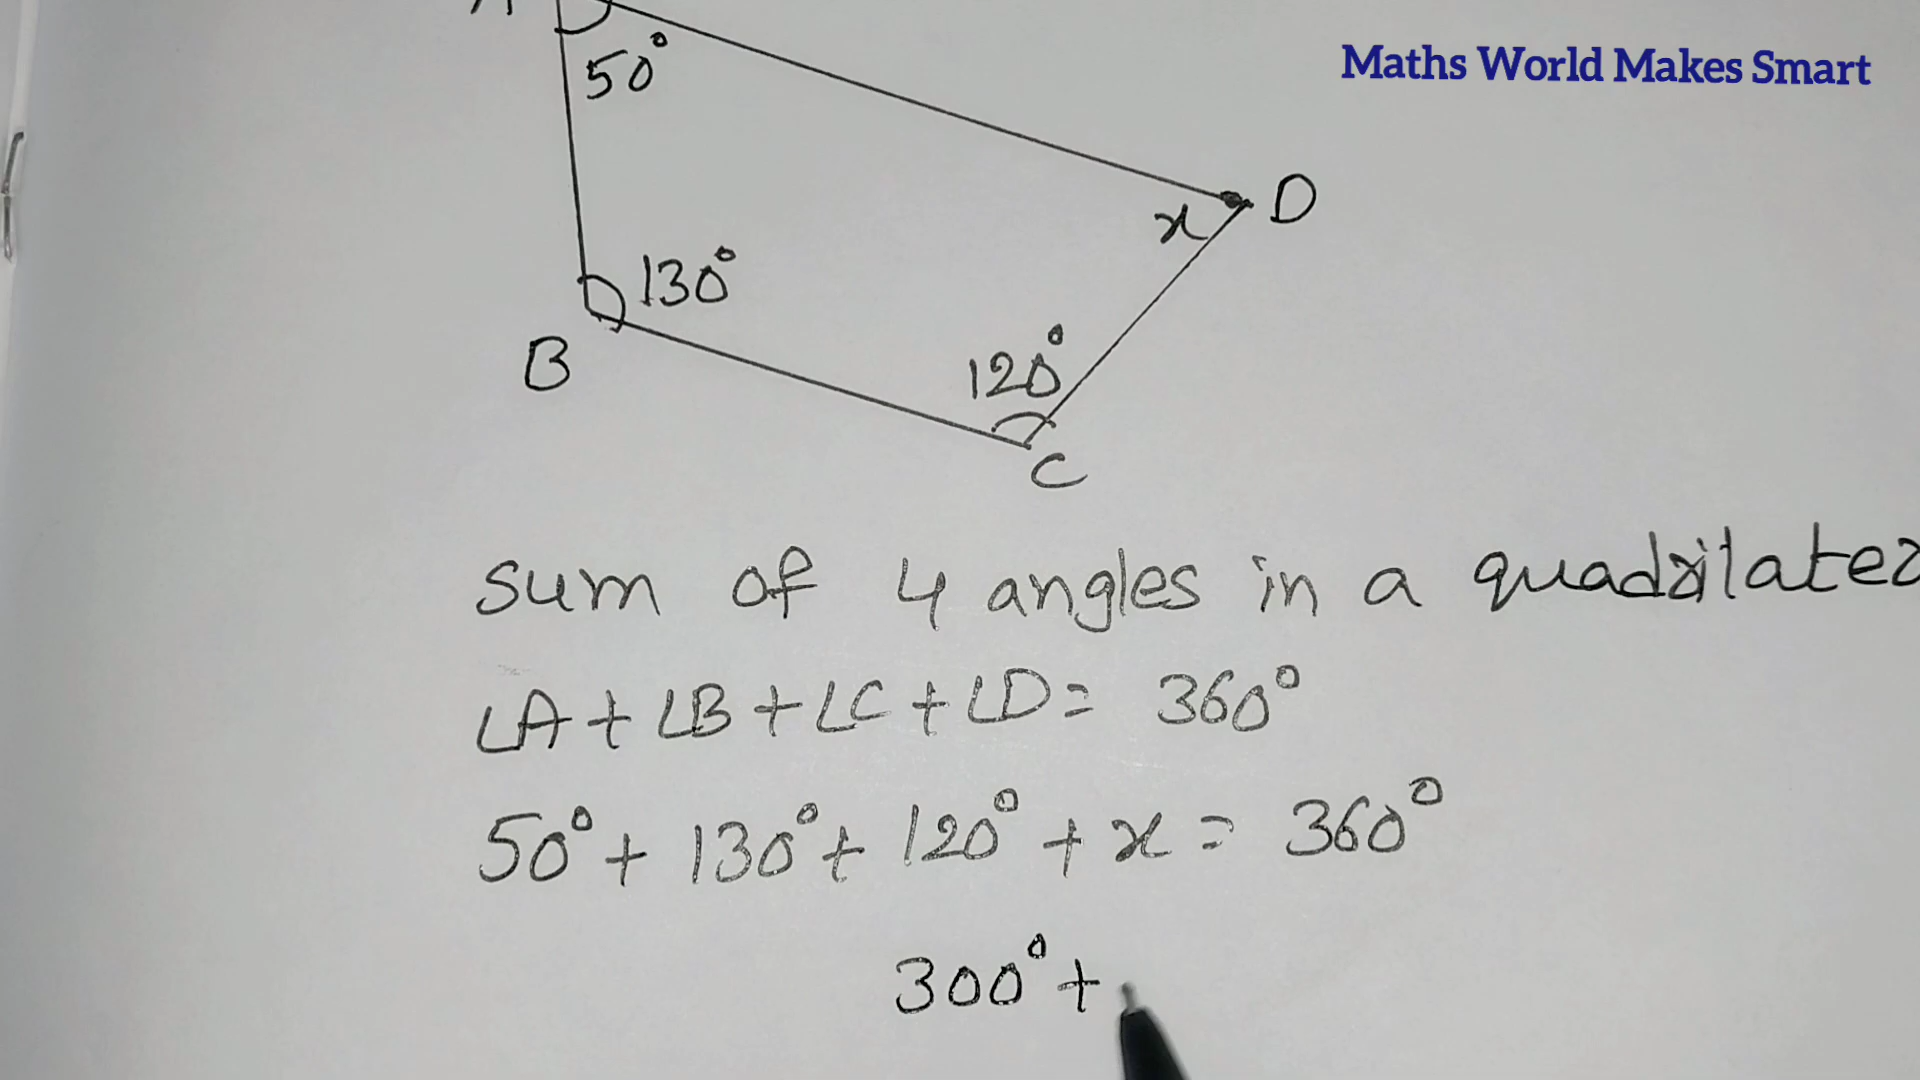 A
Maths World Makes Smart
50°
D
x
130°
B
120°
C
sum of 4 angles in a quadrilater
∠A + ∠B + ∠C + ∠D = 360°
50° + 130° + 120° + x = 360°
300° +